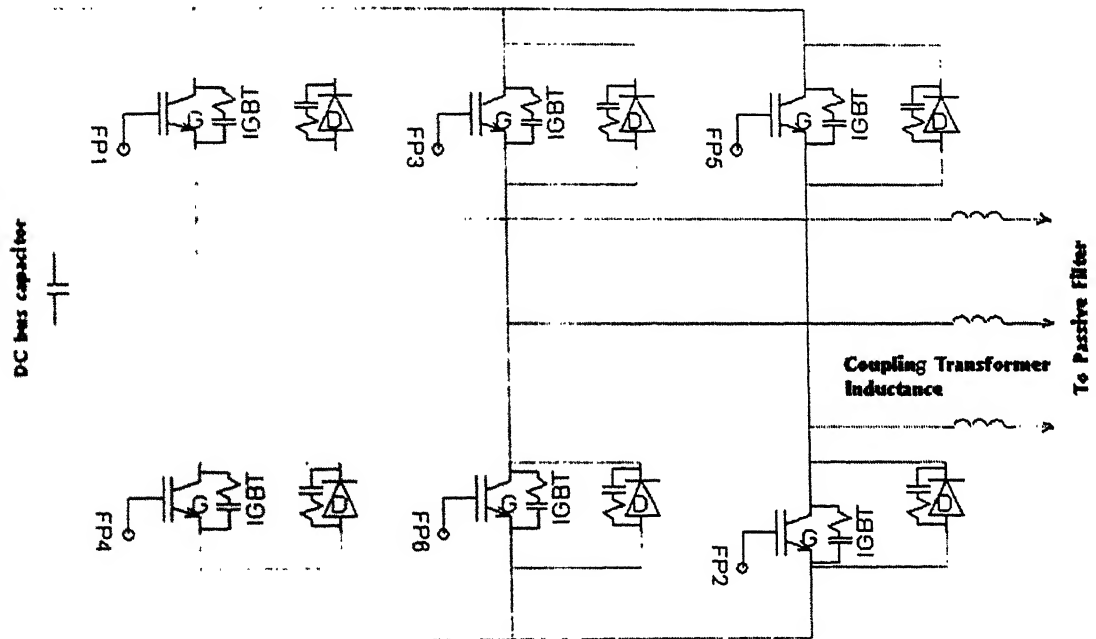 IGBT
G
D
FP1
IGBT
G
D
FP3
IGBT
G
D
FP5
DC bus capacitor
To Passive Filter
Coupling Transformer
Inductance
IGBT
G
D
FP4
IGBT
G
D
FP6
IGBT
G
D
FP2